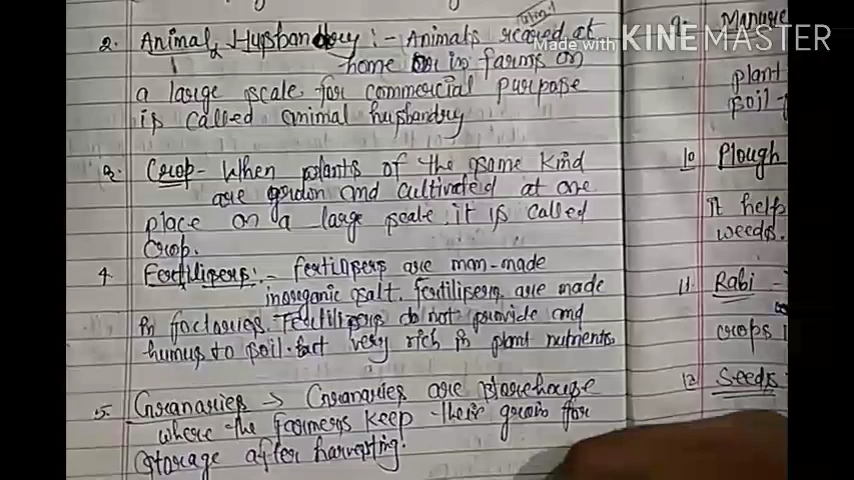 2. Animal Husbandry :- Animals reared at
home or in farms on
a large scale for commercial purpose
is called animal husbandry
3. Crop - When plants of the same kind
are grown and cultivated at one
place on a large scale it is called
crop.
4. Fertilisers :- Fertilisers are man-made
inorganic salt. Fertilisers are made
in factories. Fertilisers do not provide and
humus to soil. but very rich in plant nutrients
5. Granaries → Granaries are storehouse
where the farmers keep their grain for
storage after harvesting.
9. Manure
plant
soil
10 Plough
it help
weeds.
11. Rabi -
crops
12 Seeds
Made with KINEMASTER